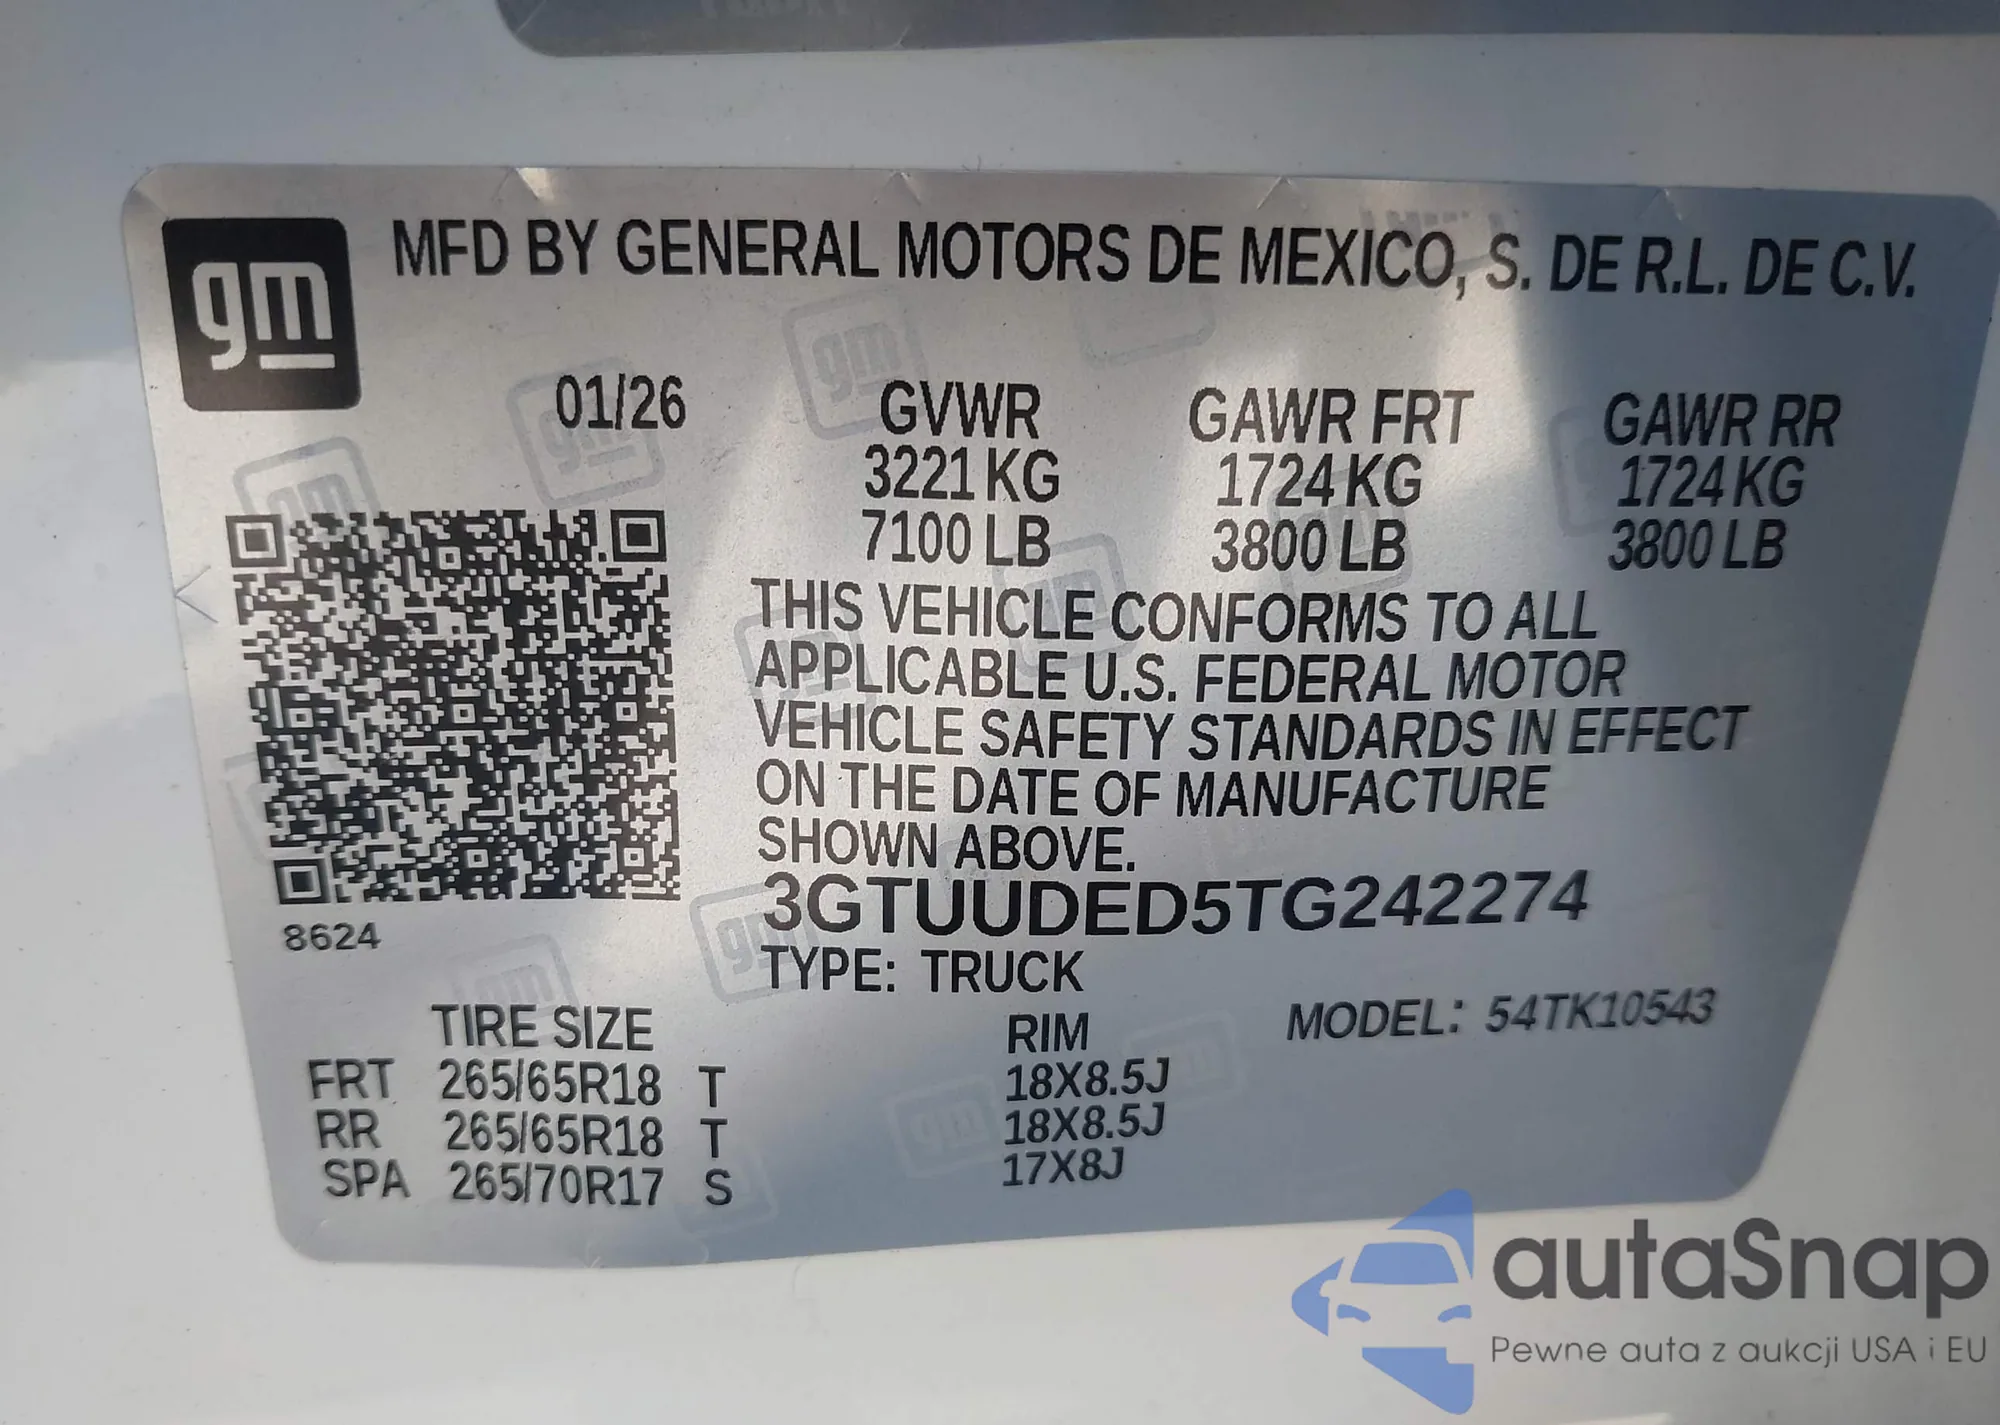 gm
MFD BY GENERAL MOTORS DE MEXICO, S. DE R.L. DE C.V.
01/26 GVWR GAWR FRT GAWR RR
3221 KG 1724 KG 1724 KG
7100 LB 3800 LB 3800 LB
THIS VEHICLE CONFORMS TO ALL
APPLICABLE U.S. FEDERAL MOTOR
VEHICLE SAFETY STANDARDS IN EFFECT
ON THE DATE OF MANUFACTURE
SHOWN ABOVE.
3GTUUDED5TG242274
8624
TYPE: TRUCK
MODEL: 54TK10543
TIRE SIZE RIM
FRT 265/65R18 T 18X8.5J
RR 265/65R18 T 18X8.5J
SPA 265/70R17 S 17X8J
autaSnap
Pewne auta z aukcji USA i EU